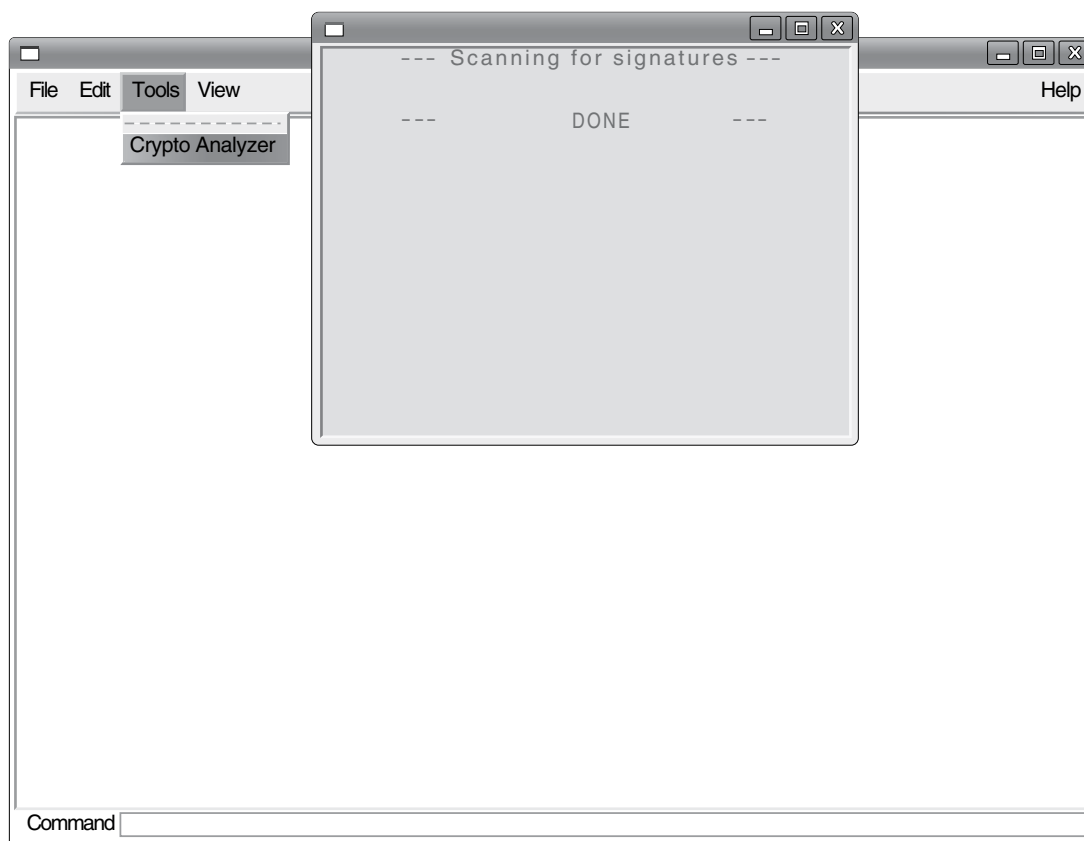 --- Scanning for signatures ---
--- DONE ---
File Edit Tools View Help
Crypto Analyzer
Command